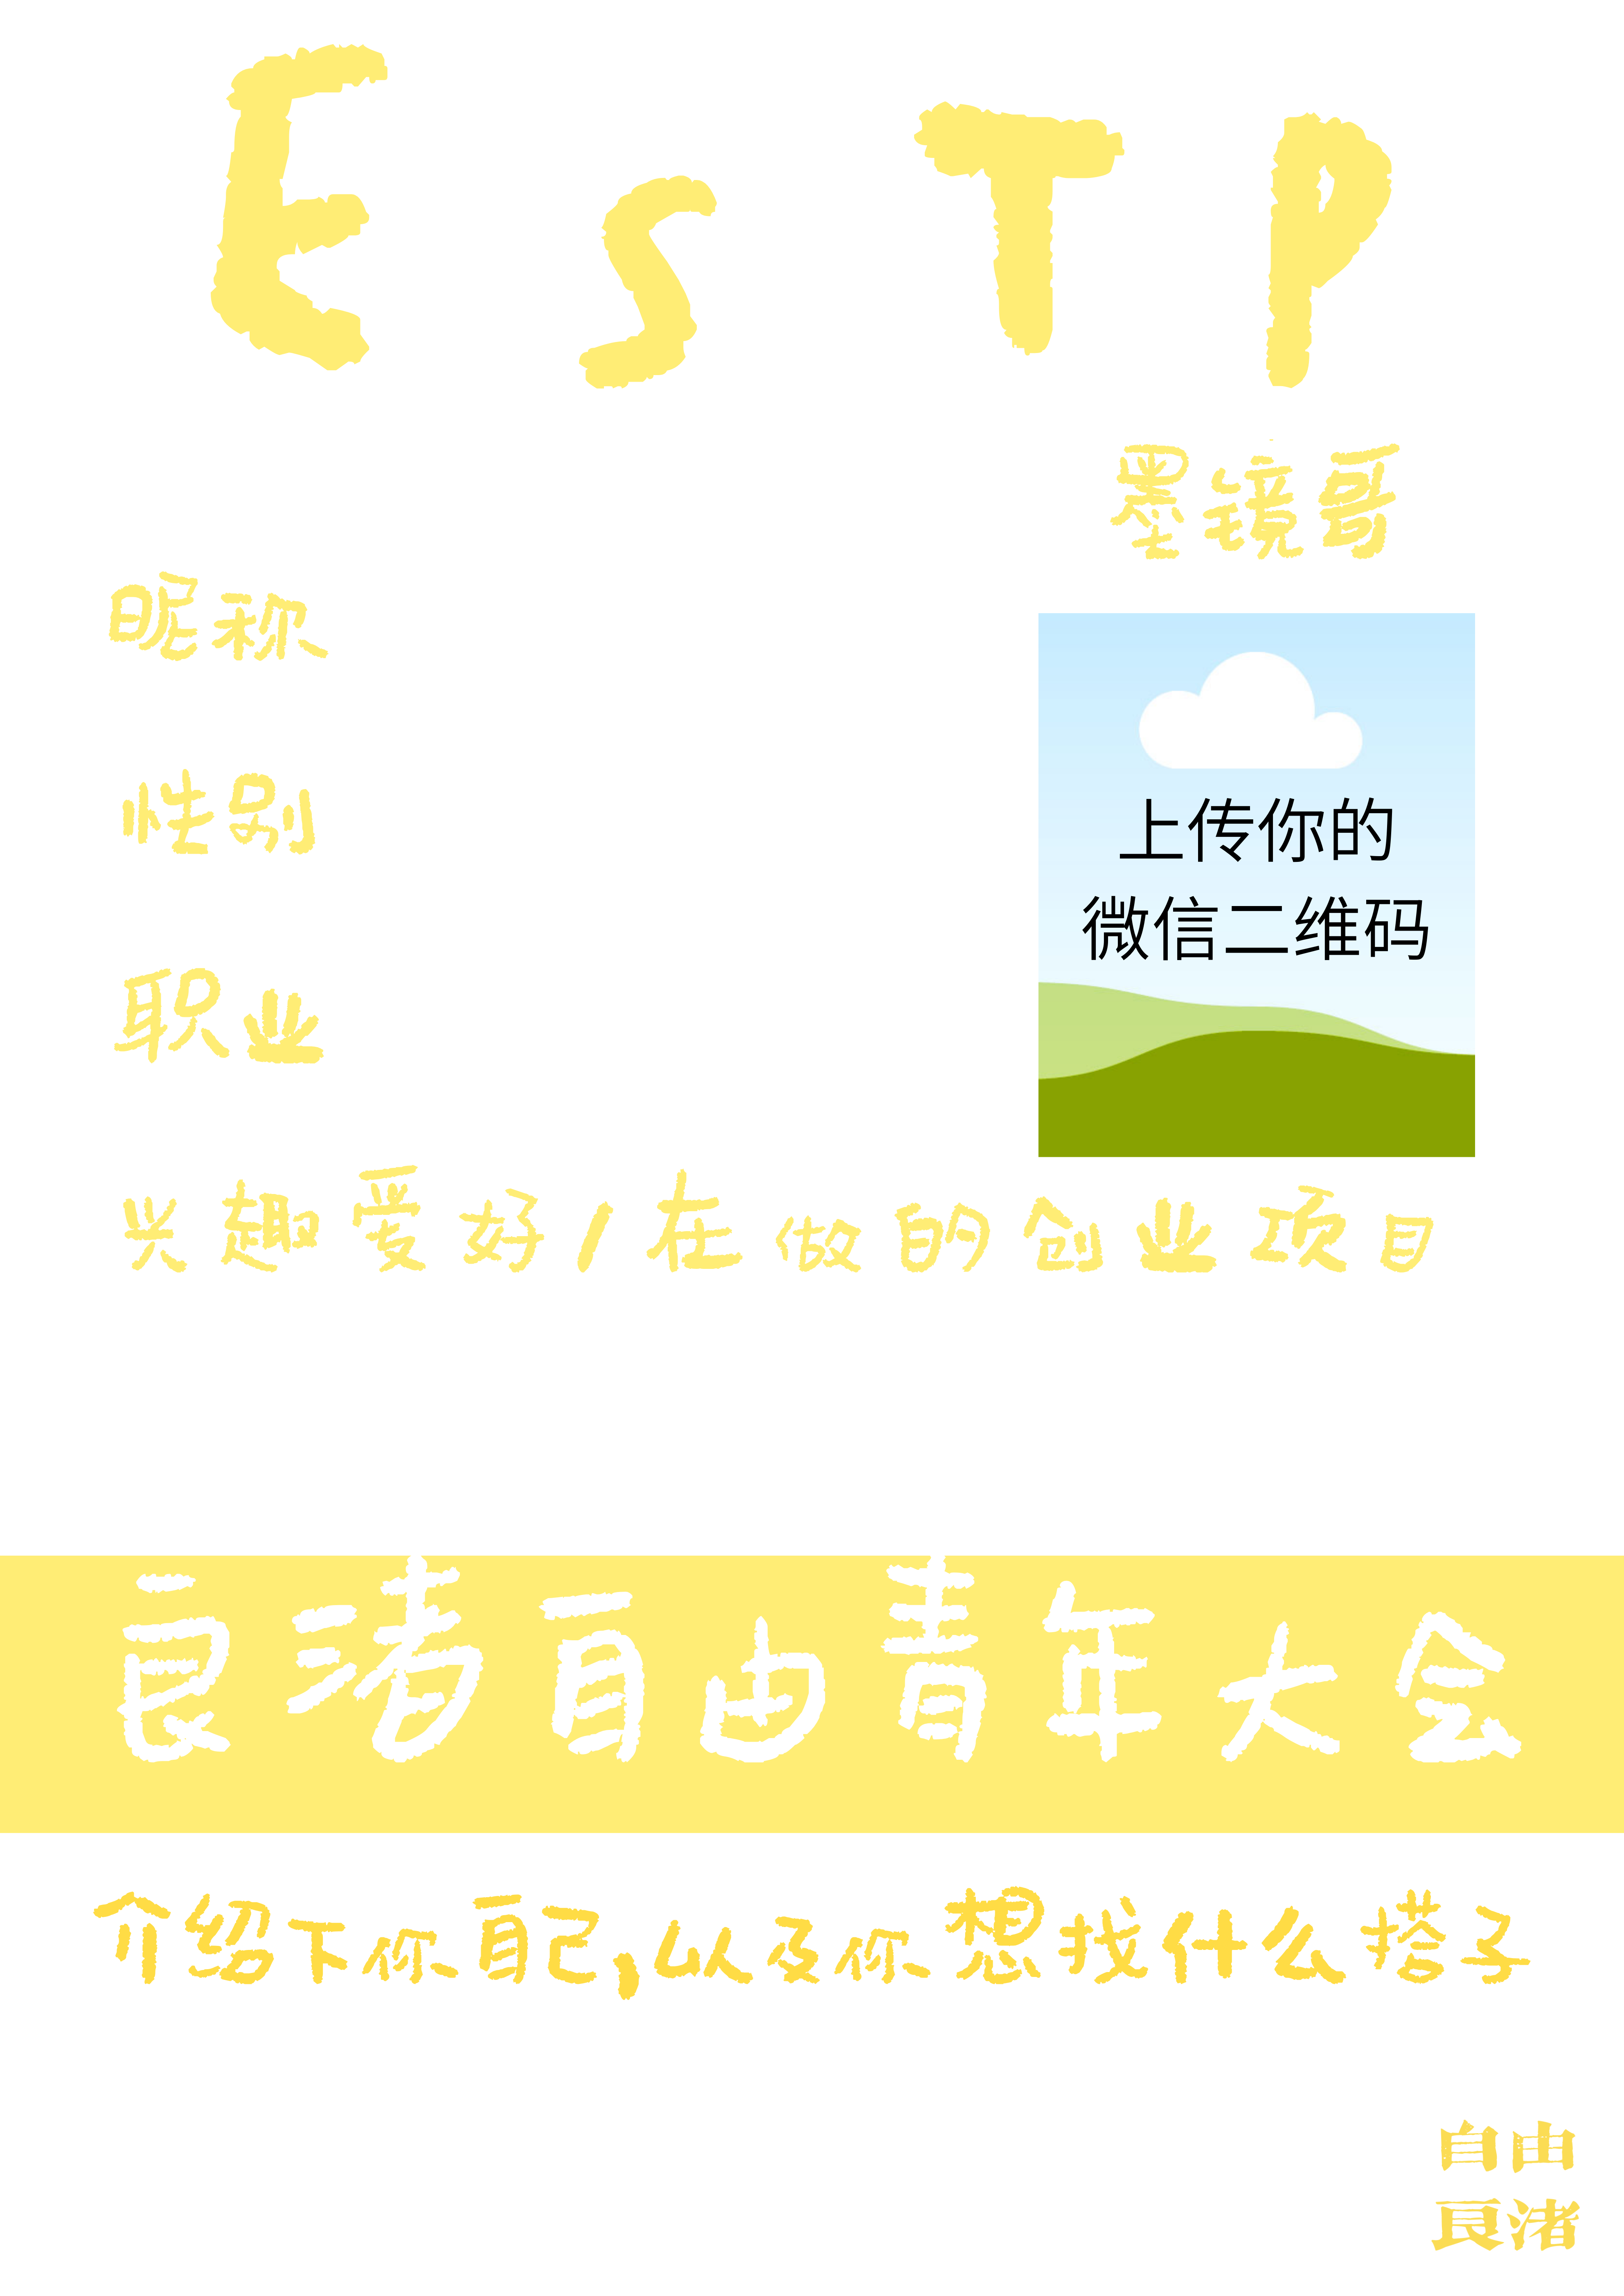 EsTP
墨镜哥
昵称
性别
上传你的
微信二维码
职业
兴趣爱好/在做的创业项目
良渚自由青年大会
介绍下你自己,以及你想找什么搭子
自由
良渚